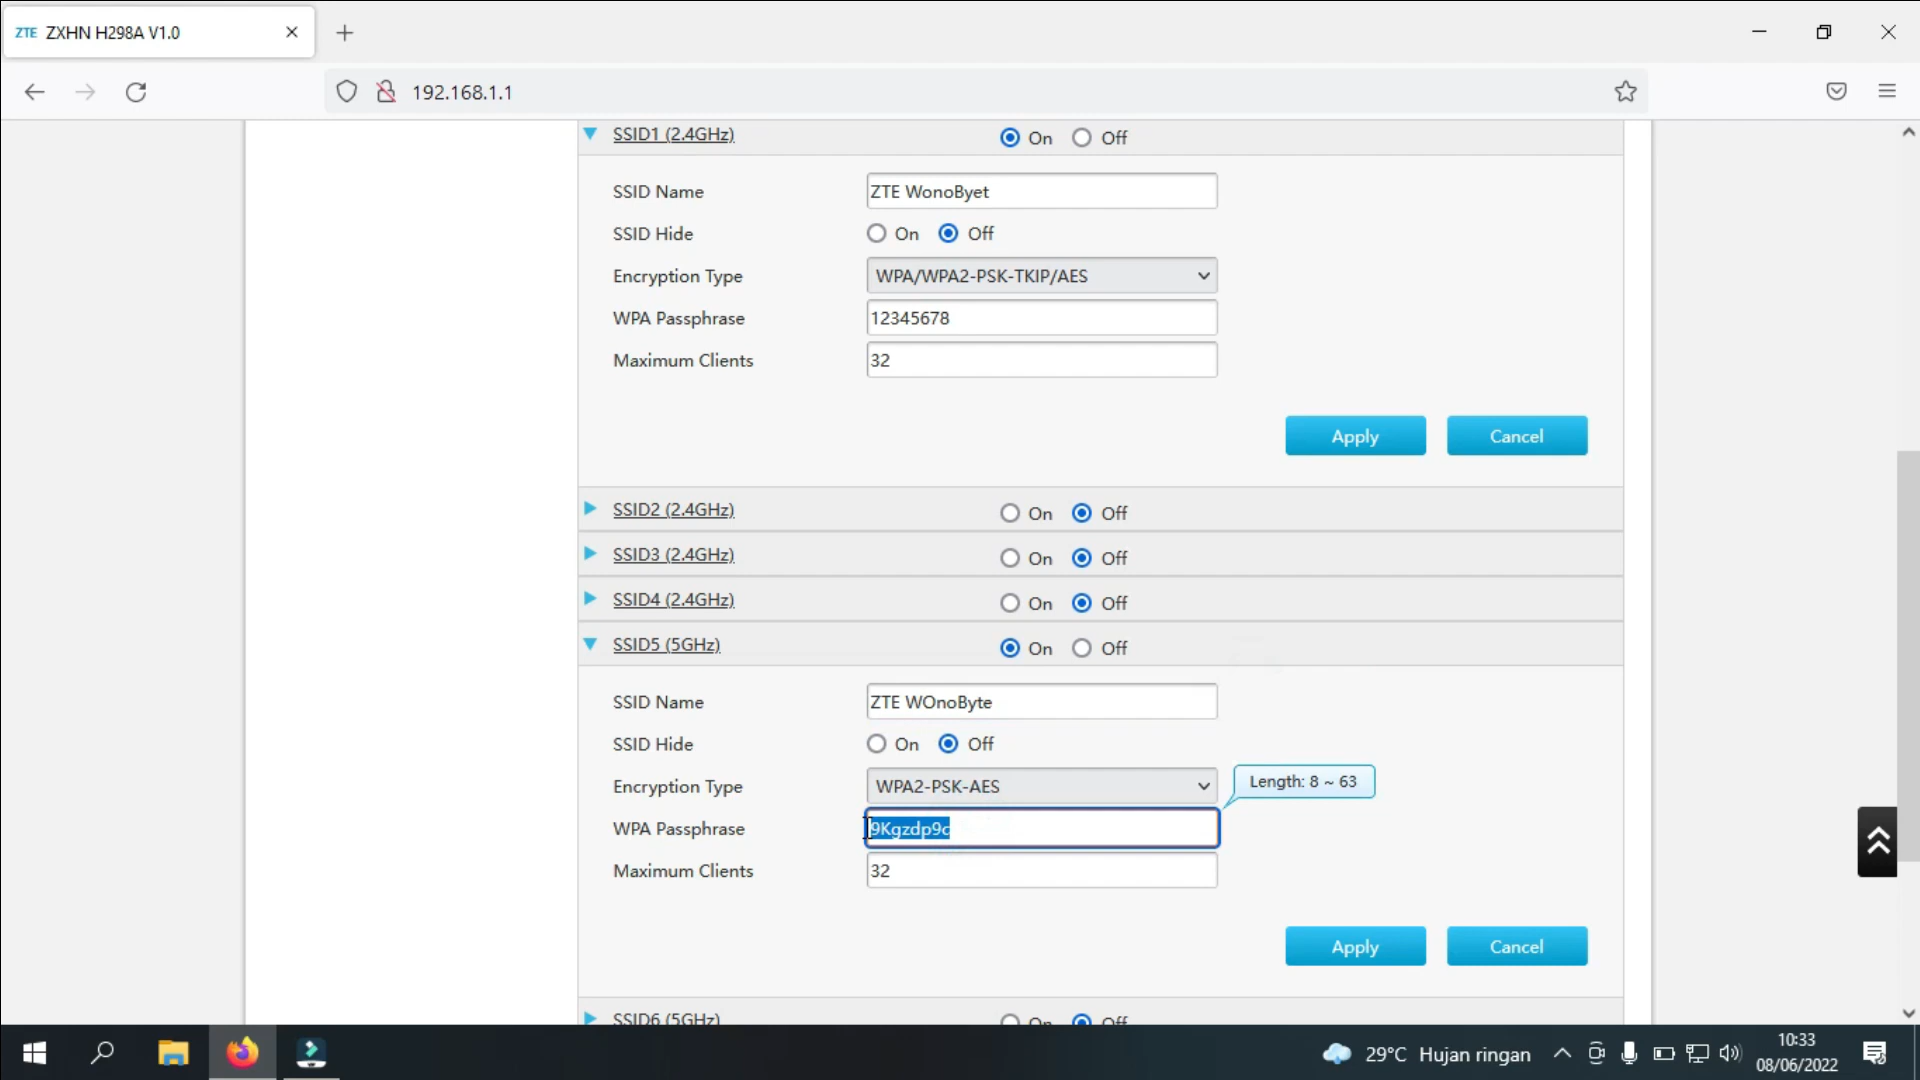 ZTE ZXHN H298A V1.0
192.168.1.1
SSID1 (2.4GHz) On Off
SSID Name ZTE WonoByet
SSID Hide On Off
Encryption Type WPA/WPA2-PSK-TKIP/AES
WPA Passphrase 12345678
Maximum Clients 32
Apply Cancel
SSID2 (2.4GHz) On Off
SSID3 (2.4GHz) On Off
SSID4 (2.4GHz) On Off
SSID5 (5GHz) On Off
SSID Name ZTE WOnoByte
SSID Hide On Off
Encryption Type WPA2-PSK-AES Length: 8 ~ 63
WPA Passphrase 9Kgzdp9c
Maximum Clients 32
Apply Cancel
SSID6 (5GHz) On Off
29°C Hujan ringan 10:33
08/06/2022